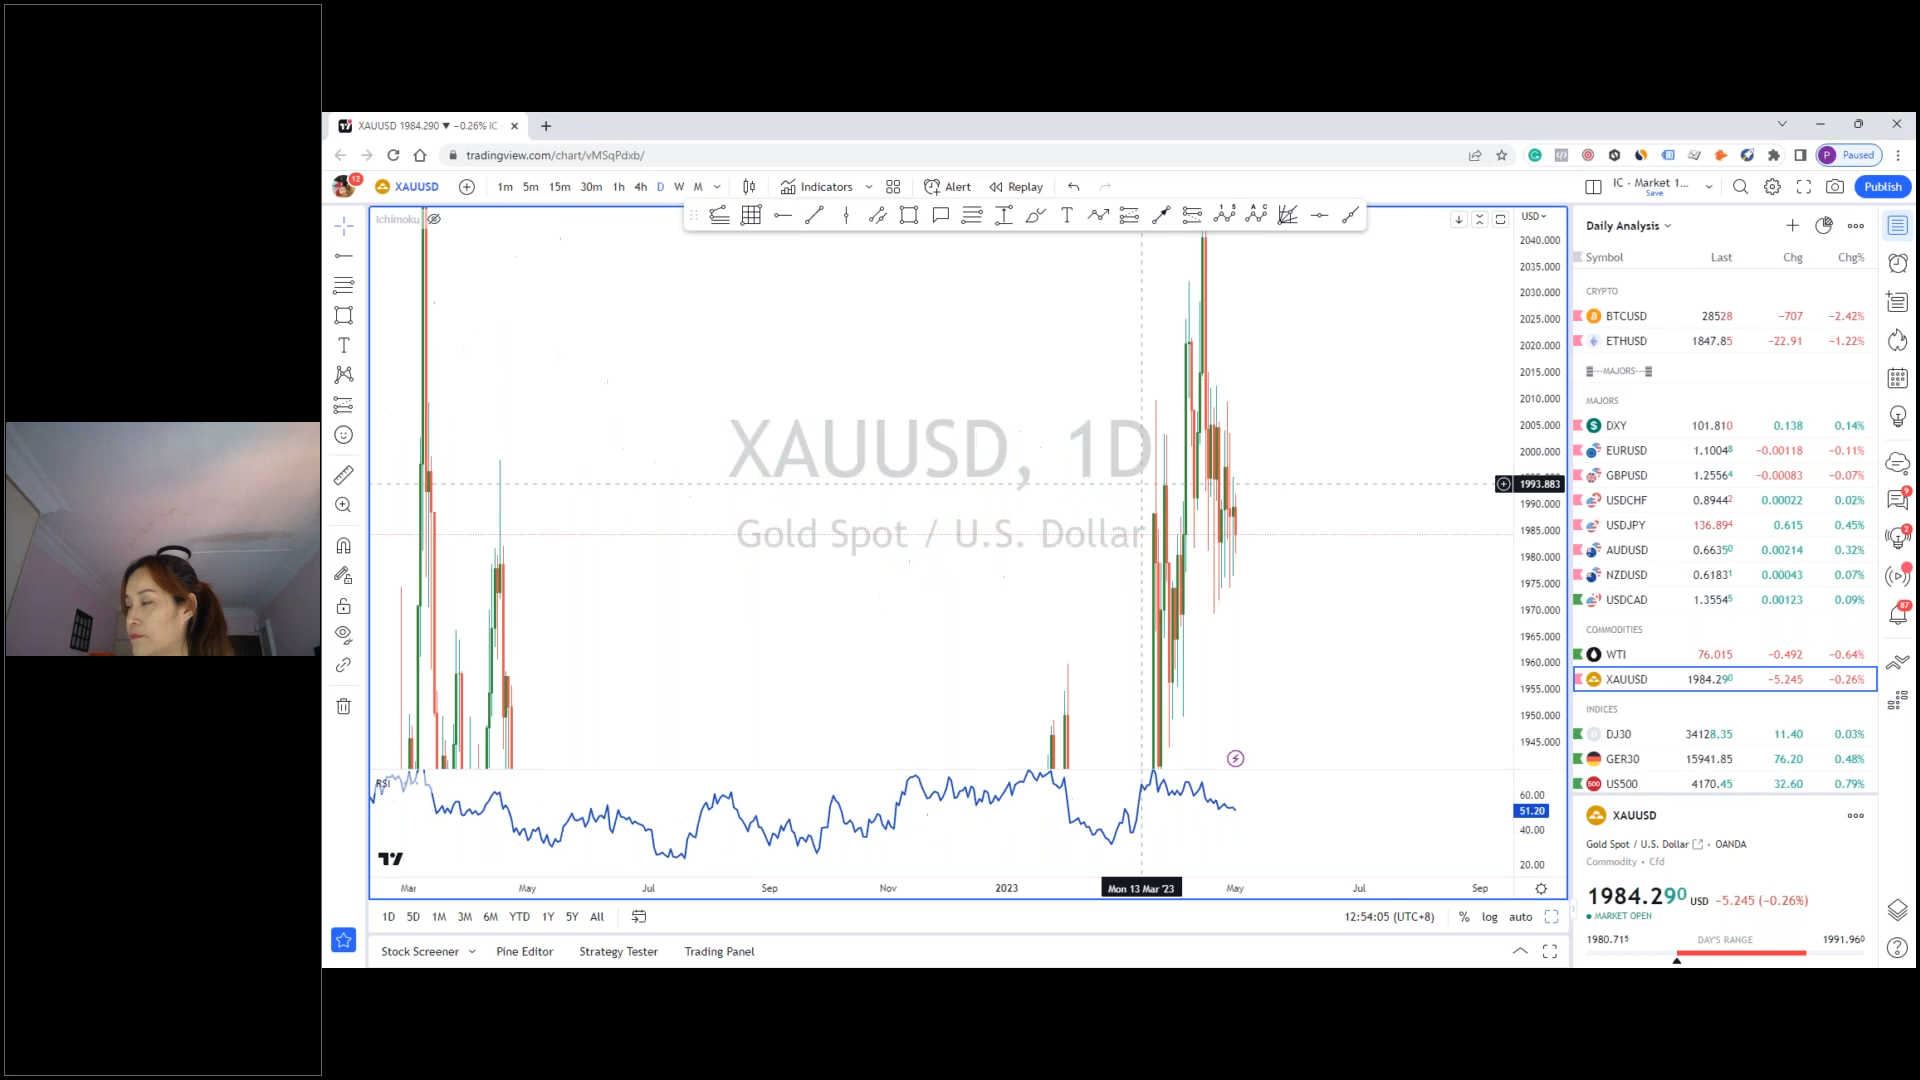 XAUUSD 1984.290 ▼ −0.26% IC
tradingview.com/chart/vMSqPdxb/
Paused
12
XAUUSD
1m 5m 15m 30m 1h 4h D W M
Indicators
Alert
Replay
IC - Market 1...
Save
Publish
Ichimoku
USD
2040.000
2035.000
2030.000
2025.000
2020.000
2015.000
2010.000
2005.000
2000.000
1993.883
1990.000
1985.000
1980.000
1975.000
1970.000
1965.000
1960.000
1955.000
1950.000
1945.000
XAUUSD, 1D
Gold Spot / U.S. Dollar
RSI
60.00
51.20
40.00
20.00
Mar May Jul Sep Nov 2023 Mon 13 Mar '23 May Jul Sep
1D 5D 1M 3M 6M YTD 1Y 5Y All
12:54:05 (UTC+8) % log auto
Stock Screener Pine Editor Strategy Tester Trading Panel
Daily Analysis
Symbol Last Chg Chg%
CRYPTO
BTCUSD 28528 −707 −2.42%
ETHUSD 1847.85 −22.91 −1.22%
---MAJORS---
MAJORS
DXY 101.810 0.138 0.14%
EURUSD 1.10048 -0.00118 -0.11%
GBPUSD 1.25564 -0.00083 -0.07%
USDCHF 0.89442 0.00022 0.02%
USDJPY 136.894 0.615 0.45%
AUDUSD 0.66350 0.00214 0.32%
NZDUSD 0.61831 0.00043 0.07%
USDCAD 1.35545 0.00123 0.09%
COMMODITIES
WTI 76.015 −0.492 −0.64%
XAUUSD 1984.290 −5.245 −0.26%
INDICES
DJ30 34128.35 11.40 0.03%
GER30 15941.85 76.20 0.48%
US500 4170.45 32.60 0.79%
XAUUSD
Gold Spot / U.S. Dollar • OANDA
Commodity • Cfd
1984.290 USD −5.245 (−0.26%)
MARKET OPEN
1980.715 DAY'S RANGE 1991.960
9
2
87